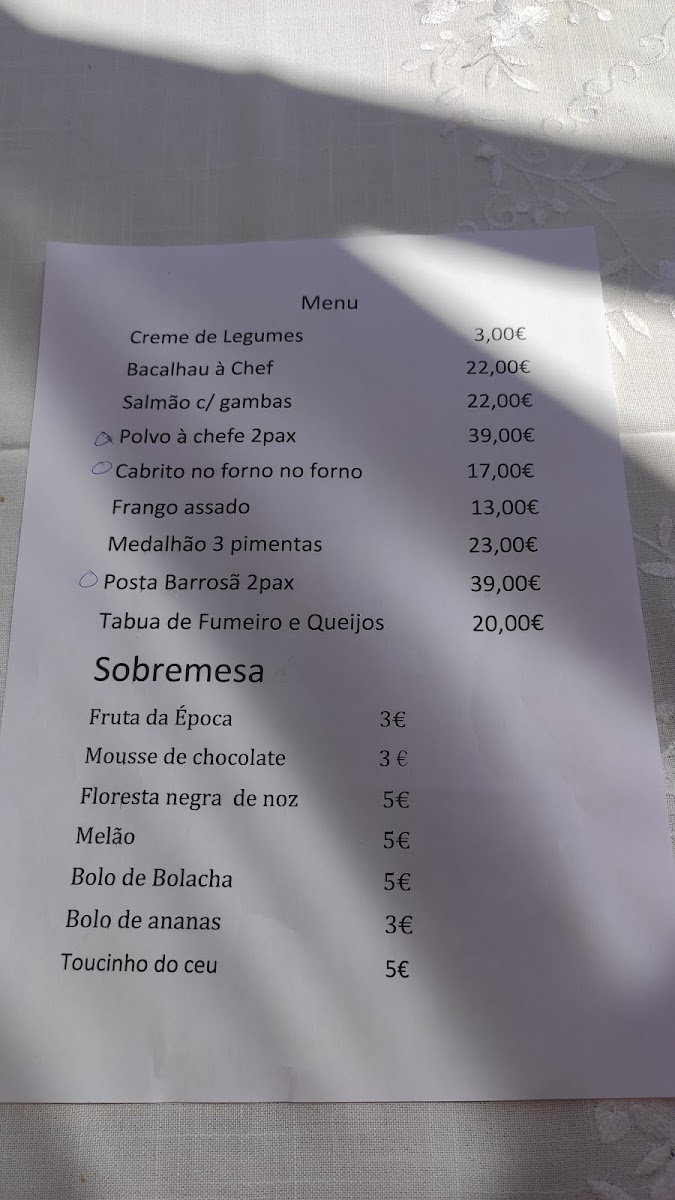 Menu
Creme de Legumes 3,00€
Bacalhau à Chef 22,00€
Salmão c/ gambas 22,00€
Polvo à chefe 2pax 39,00€
Cabrito no forno no forno 17,00€
Frango assado 13,00€
Medalhão 3 pimentas 23,00€
Posta Barrosã 2pax 39,00€
Tabua de Fumeiro e Queijos 20,00€
Sobremesa
Fruta da Época 3€
Mousse de chocolate 3 €
Floresta negra de noz 5€
Melão 5€
Bolo de Bolacha 5€
Bolo de ananas 3€
Toucinho do ceu 5€